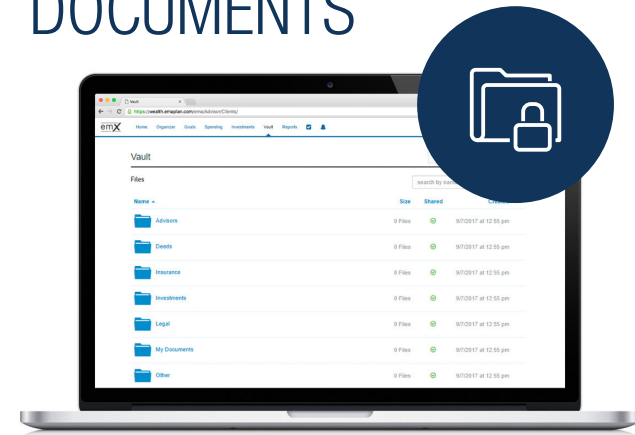 DOCUMENTS
Vault
https://wealth.emaplan.com/ema/Advisor/Clients/
emX Home Organizer Goals Spending Investments Vault Reports
Vault
Files
search by
Name Size Shared
Advisors 0 Files 9/7/2017 at 12:55 pm
Deeds 0 Files 9/7/2017 at 12:55 pm
Insurance 0 Files 9/7/2017 at 12:55 pm
Investments 0 Files 9/7/2017 at 12:55 pm
Legal 0 Files 9/7/2017 at 12:55 pm
My Documents 0 Files 9/7/2017 at 12:55 pm
Other 0 Files 9/7/2017 at 12:55 pm